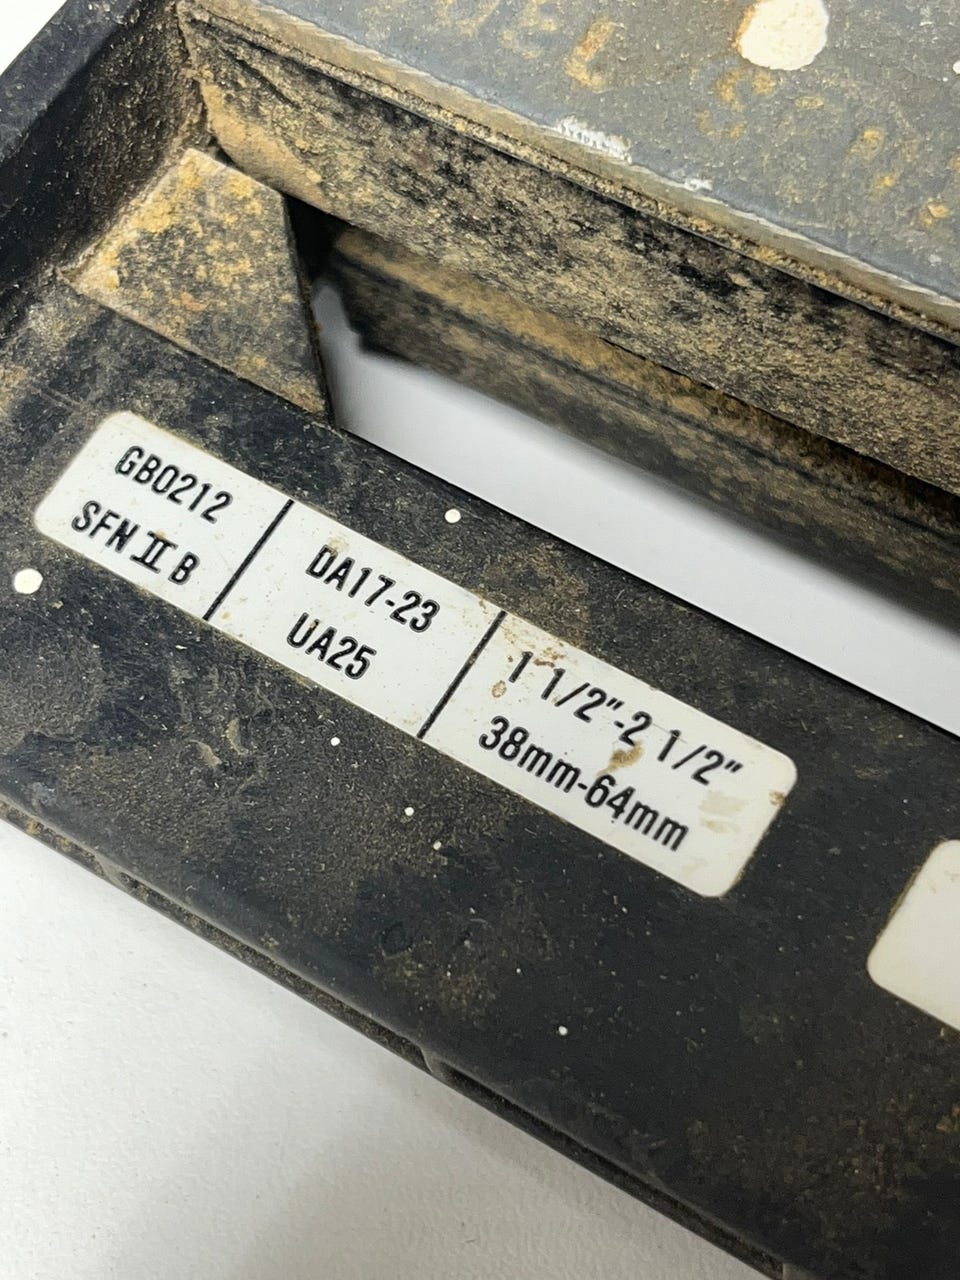 GB0212
SFN II B
DA17-23
UA25
1 1/2"-2 1/2"
38mm-64mm